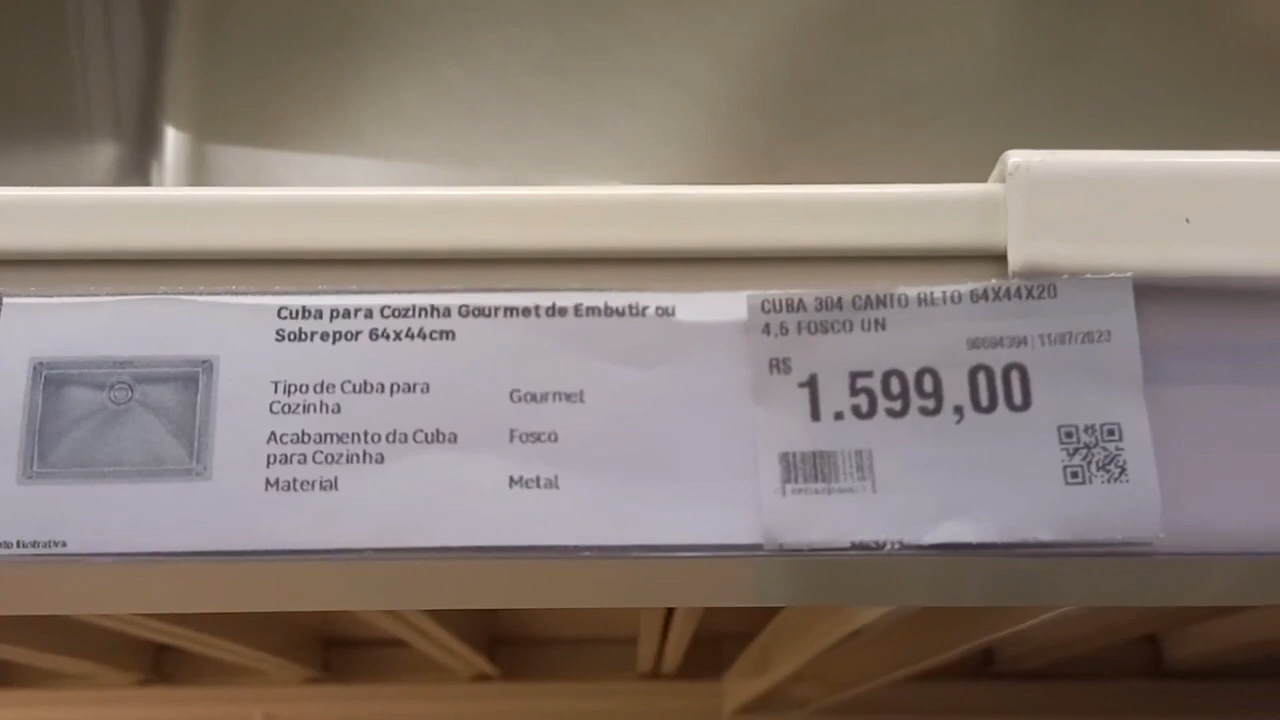 Cuba para Cozinha Gourmet de Embutir ou
Sobrepor 64x44cm
Tipo de Cuba para
Cozinha
Gourmet
Acabamento da Cuba
para Cozinha
Fosco
Material
Metal
CUBA 304 CANTO RETO 64X44X20
4,5 FOSCO UN
11/07/2023
R$
1.599,00